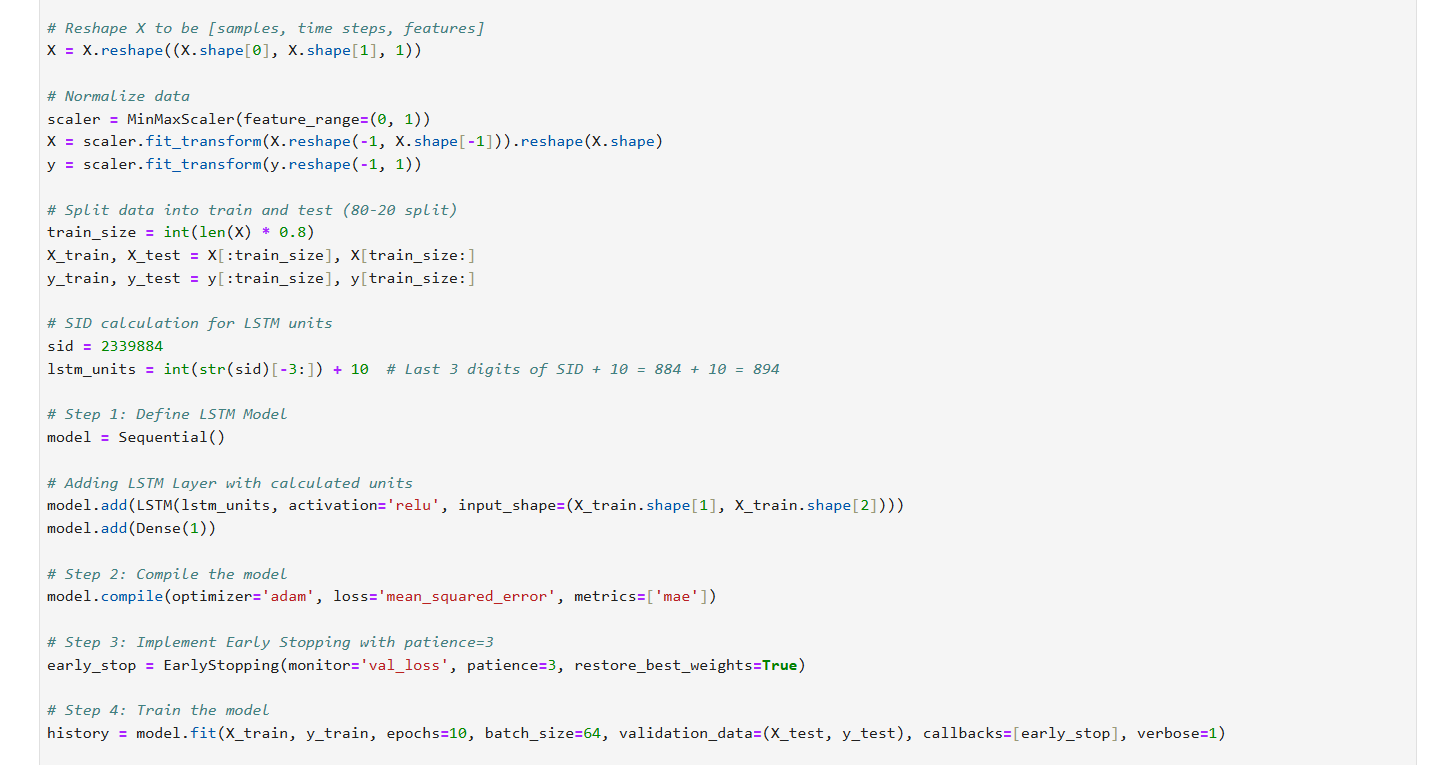 # Reshape X to be [samples, time steps, features]
X = X.reshape((X.shape[0], X.shape[1], 1))
# Normalize data
scaler = MinMaxScaler(feature_range=(0, 1))
X = scaler.fit_transform(X.reshape(-1, X.shape[-1])).reshape(X.shape)
y = scaler.fit_transform(y.reshape(-1, 1))
# Split data into train and test (80-20 split)
train_size = int(len(X) * 0.8)
X_train, X_test = X[:train_size], X[train_size:]
y_train, y_test = y[:train_size], y[train_size:]
# SID calculation for LSTM units
sid = 2339884
lstm_units = int(str(sid)[-3:]) + 10  # Last 3 digits of SID + 10 = 884 + 10 = 894
# Step 1: Define LSTM Model
model = Sequential()
# Adding LSTM Layer with calculated units
model.add(LSTM(lstm_units, activation='relu', input_shape=(X_train.shape[1], X_train.shape[2])))
model.add(Dense(1))
# Step 2: Compile the model
model.compile(optimizer='adam', loss='mean_squared_error', metrics=['mae'])
# Step 3: Implement Early Stopping with patience=3
early_stop = EarlyStopping(monitor='val_loss', patience=3, restore_best_weights=True)
# Step 4: Train the model
history = model.fit(X_train, y_train, epochs=10, batch_size=64, validation_data=(X_test, y_test), callbacks=[early_stop], verbose=1)